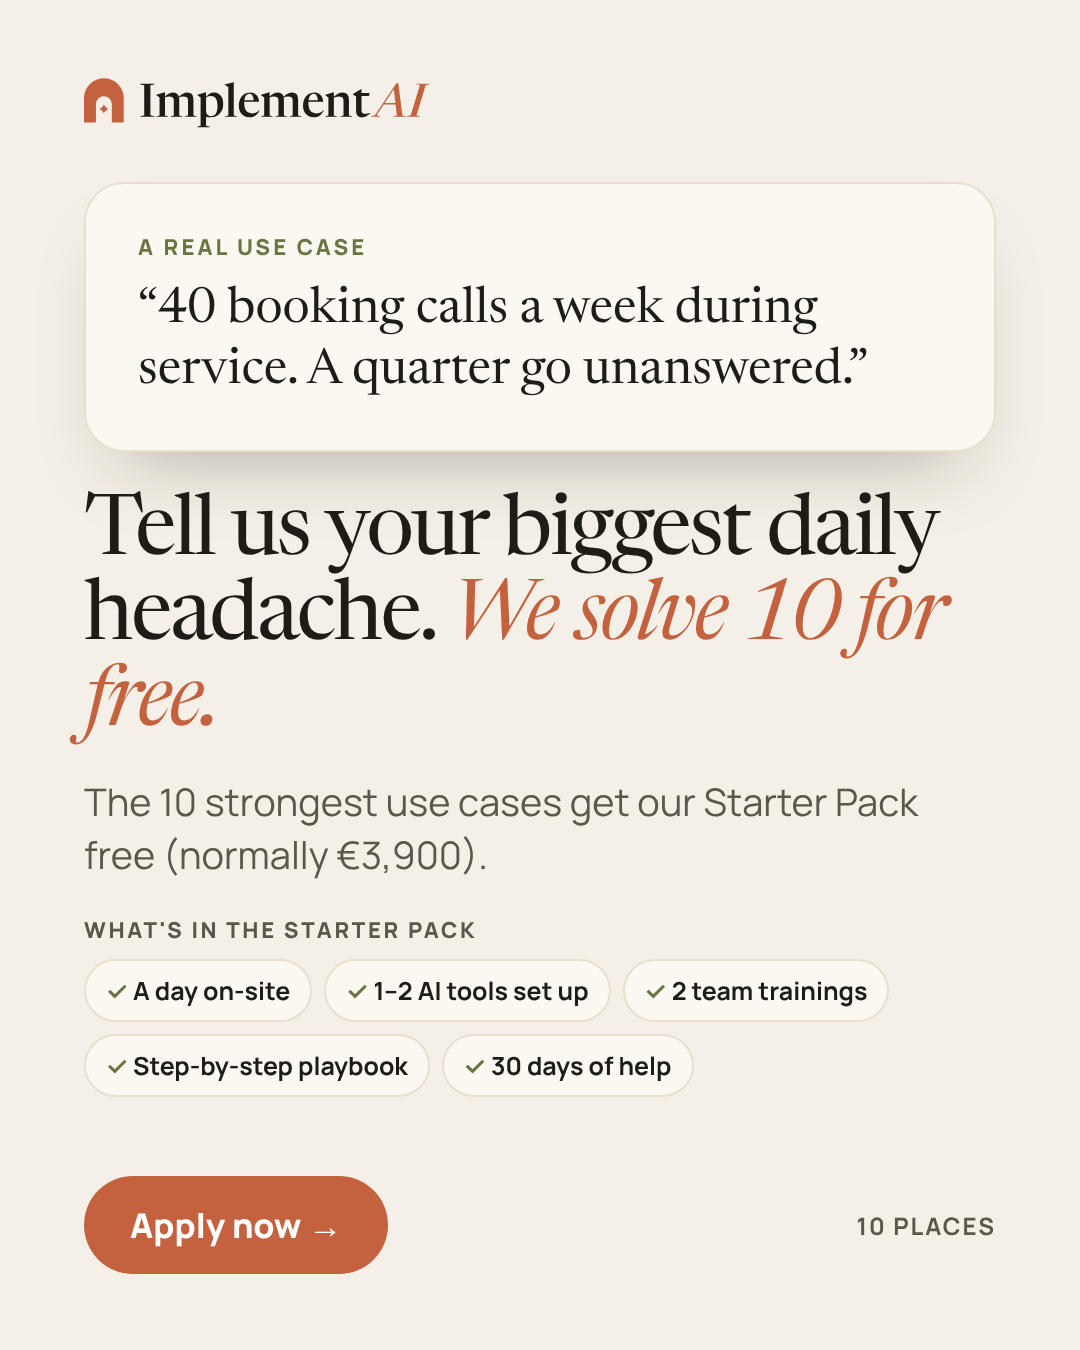 ImplementAI
A REAL USE CASE
“40 booking calls a week during
service. A quarter go unanswered.”
Tell us your biggest daily
headache. We solve 10 for
free.
The 10 strongest use cases get our Starter Pack
free (normally €3,900).
WHAT'S IN THE STARTER PACK
✓ A day on-site ✓ 1–2 AI tools set up ✓ 2 team trainings
✓ Step-by-step playbook ✓ 30 days of help
Apply now → 10 PLACES